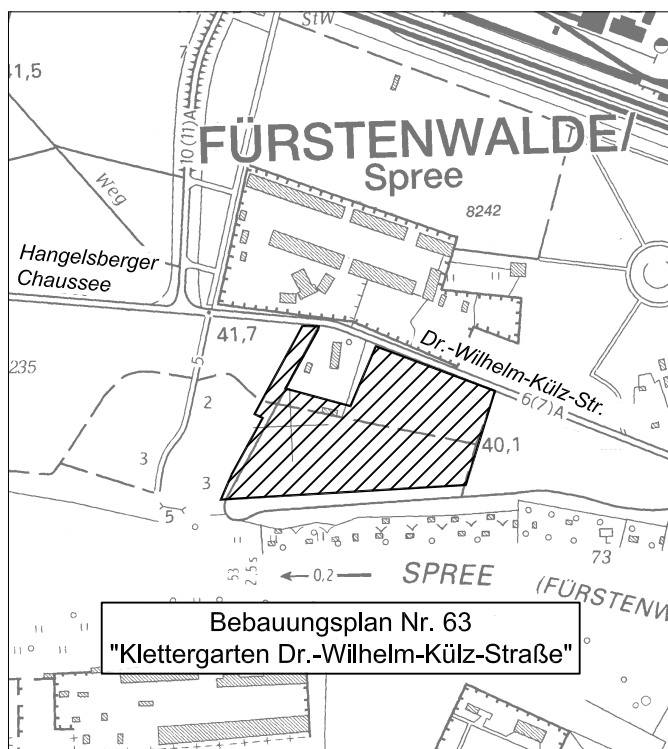 StW
7
41,5
10(11)A
FÜRSTENWALDE/
Spree
Weg
8242
Hangelsberger
Chaussee
41,7
Dr.-Wilhelm-Külz-Str.
235
5
6(7)A
2
40,1
3
3
5
73
53
2.5s
0,2
SPREE
(FÜRSTENW
Bebauungsplan Nr. 63
"Klettergarten Dr.-Wilhelm-Külz-Straße"